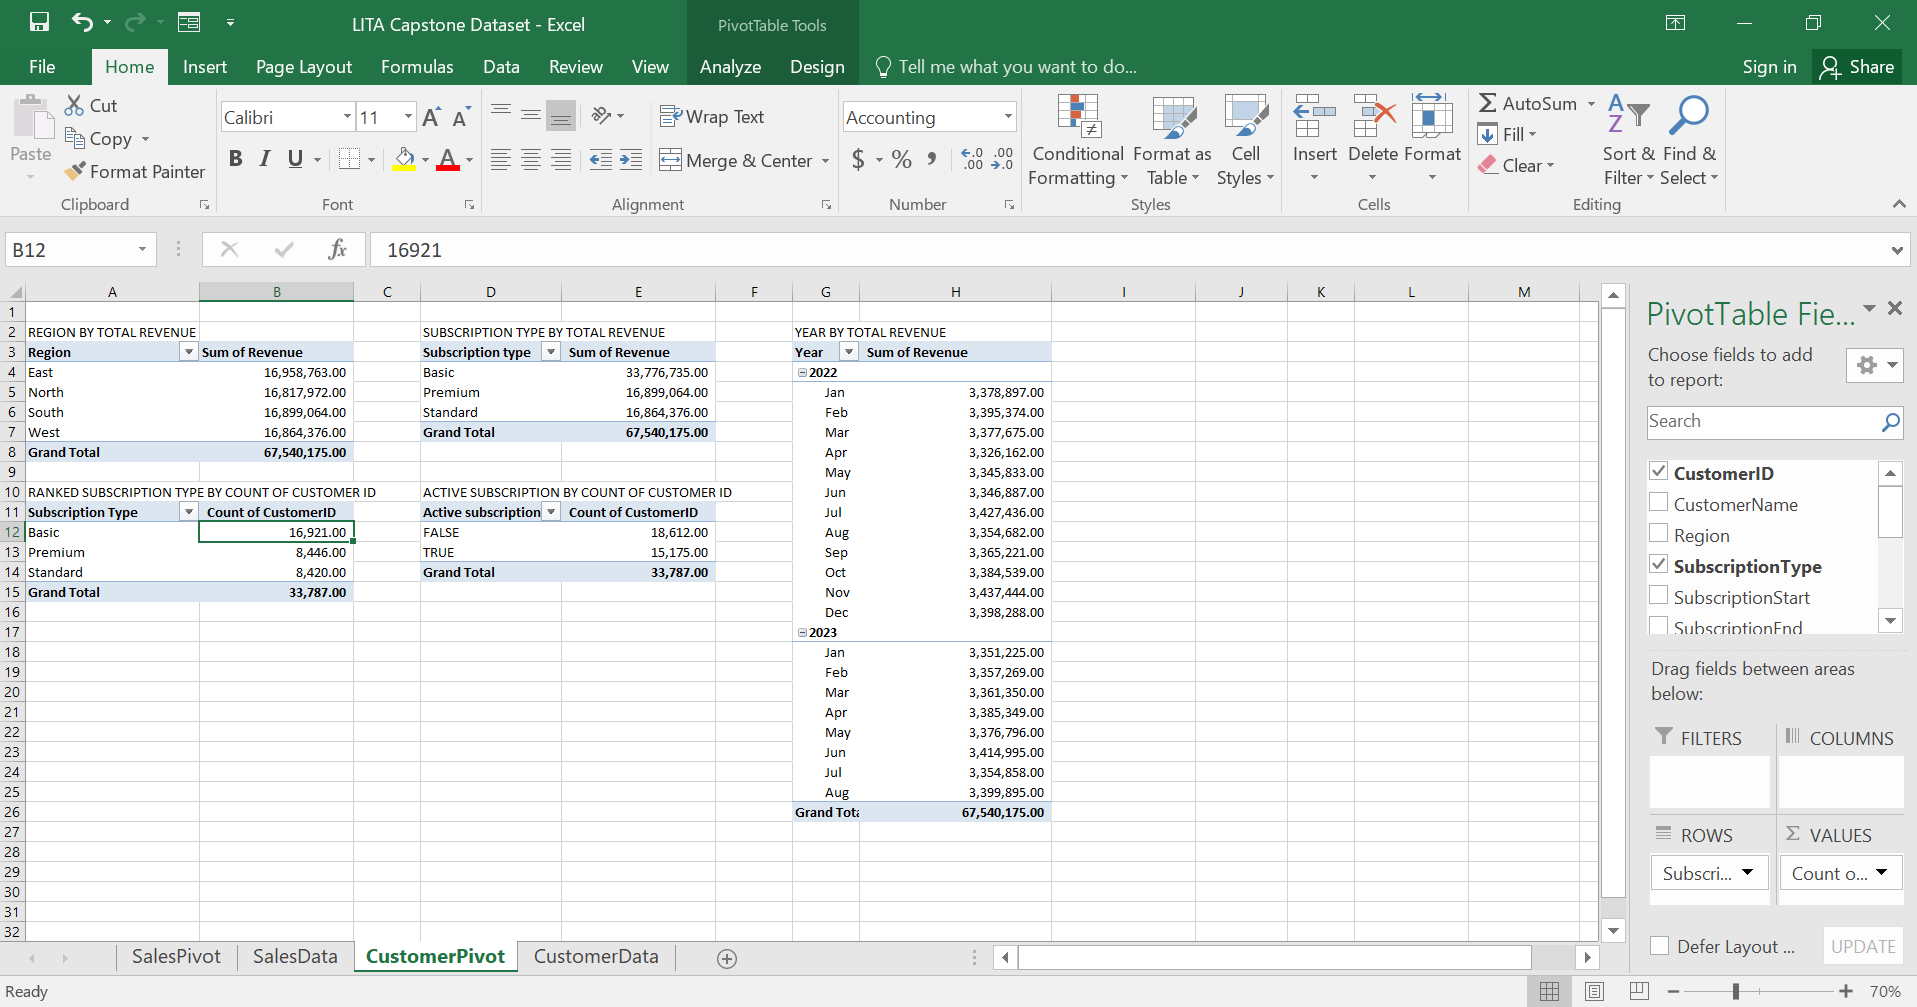 LITA Capstone Dataset - Excel
PivotTable Tools
File Home Insert Page Layout Formulas Data Review View Analyze Design Tell me what you want to do... Sign in Share
Paste
Cut
Copy
Format Painter
Clipboard
Calibri 11
B I U
Font
Wrap Text
Merge & Center
Alignment
Accounting
$ % ,
Number
Conditional Formatting
Format as Table
Cell Styles
Styles
Insert Delete Format
Cells
AutoSum
Fill
Clear
Sort & Filter
Find & Select
Editing
B12 fx 16921
A B C D E F G H I J K L M
1
2 REGION BY TOTAL REVENUE SUBSCRIPTION TYPE BY TOTAL REVENUE YEAR BY TOTAL REVENUE
3 Region Sum of Revenue Subscription type Sum of Revenue Year Sum of Revenue
4 East 16,958,763.00 Basic 33,776,735.00 2022
5 North 16,817,972.00 Premium 16,899,064.00 Jan 3,378,897.00
6 South 16,899,064.00 Standard 16,864,376.00 Feb 3,395,374.00
7 West 16,864,376.00 Grand Total 67,540,175.00 Mar 3,377,675.00
8 Grand Total 67,540,175.00 Apr 3,326,162.00
9 May 3,345,833.00
10 RANKED SUBSCRIPTION TYPE BY COUNT OF CUSTOMER ID ACTIVE SUBSCRIPTION BY COUNT OF CUSTOMER ID Jun 3,346,887.00
11 Subscription Type Count of CustomerID Active subscription Count of CustomerID Jul 3,427,436.00
12 Basic 16,921.00 FALSE 18,612.00 Aug 3,354,682.00
13 Premium 8,446.00 TRUE 15,175.00 Sep 3,365,221.00
14 Standard 8,420.00 Grand Total 33,787.00 Oct 3,384,539.00
15 Grand Total 33,787.00 Nov 3,437,444.00
16 Dec 3,398,288.00
17 2023
18 Jan 3,351,225.00
19 Feb 3,357,269.00
20 Mar 3,361,350.00
21 Apr 3,385,349.00
22 May 3,376,796.00
23 Jun 3,414,995.00
24 Jul 3,354,858.00
25 Aug 3,399,895.00
26 Grand Tota 67,540,175.00
27
28
29
30
31
32
PivotTable Fie...
Choose fields to add
to report:
Search
CustomerID
CustomerName
Region
SubscriptionType
SubscriptionStart
SubscriptionEnd
Drag fields between areas
below:
FILTERS COLUMNS
ROWS Σ VALUES
Subscri... Count o...
Defer Layout ... UPDATE
SalesPivot SalesData CustomerPivot CustomerData
Ready 70%